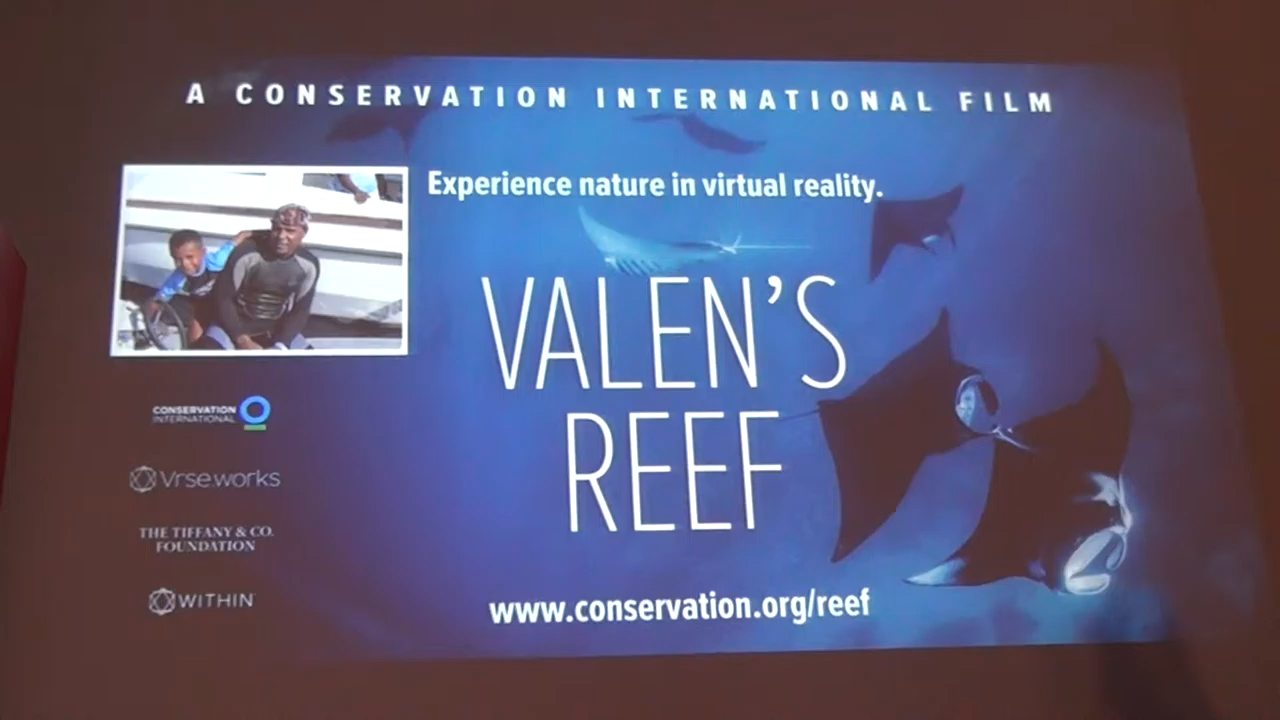 A CONSERVATION INTERNATIONAL FILM
Experience nature in virtual reality.
VALEN'S
REEF
CONSERVATION
INTERNATIONAL
Vrse.works
THE TIFFANY & CO.
FOUNDATION
WITHIN
www.conservation.org/reef